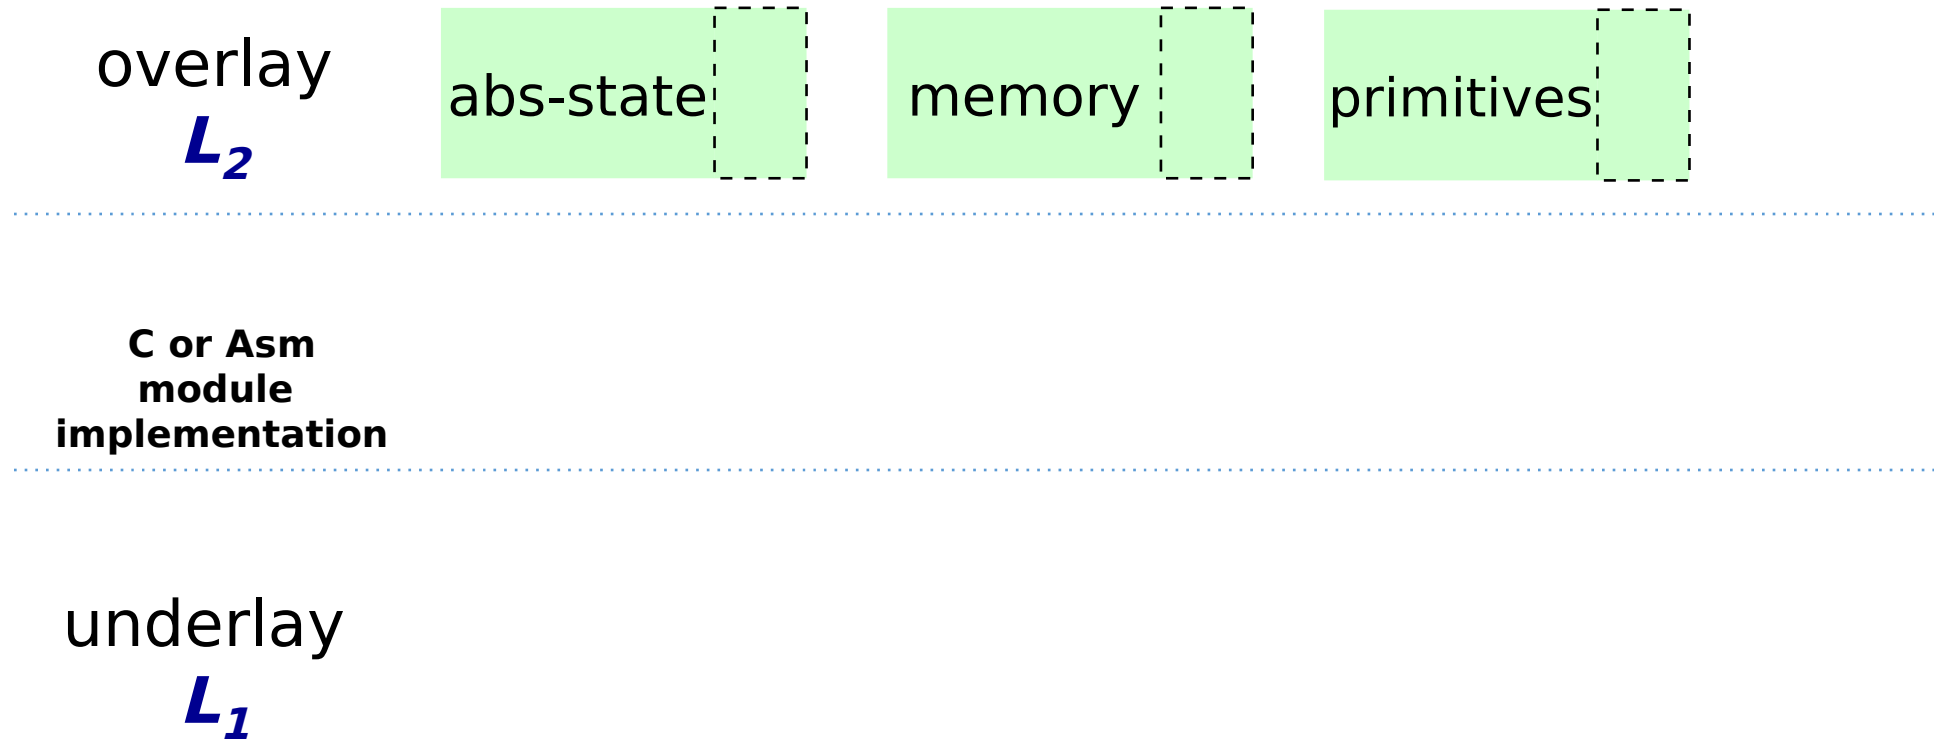 overlay
L2
abs-state
memory
primitives
C or Asm
module
implementation
underlay
L1